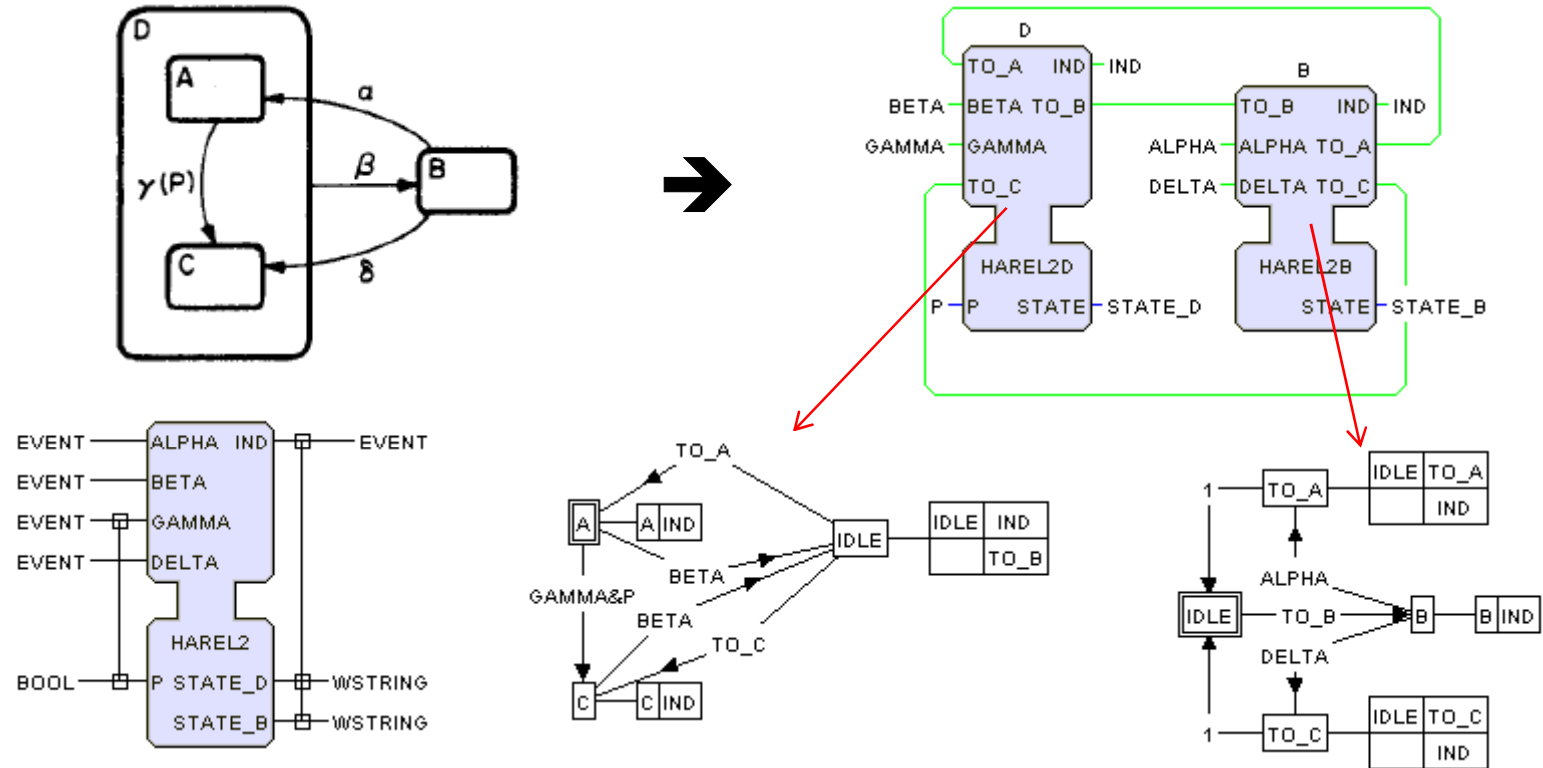 D
A
α
γ(P)
β
B
C
δ
D
TO_A IND IND
BETA BETA TO_B
GAMMA GAMMA
TO_C
HAREL2D
P P STATE STATE_D
B
TO_B IND IND
ALPHA ALPHA TO_A
DELTA DELTA TO_C
HAREL2B
STATE STATE_B
EVENT ALPHA IND EVENT
EVENT BETA
EVENT GAMMA
EVENT DELTA
HAREL2
BOOL P STATE_D WSTRING
STATE_B WSTRING
TO_A
A A IND
IDLE IDLE IND
TO_B
BETA
GAMMA&P
BETA
TO_C
C C IND
1 TO_A IDLE TO_A
IND
ALPHA
IDLE TO_B B B IND
DELTA
1 TO_C IDLE TO_C
IND